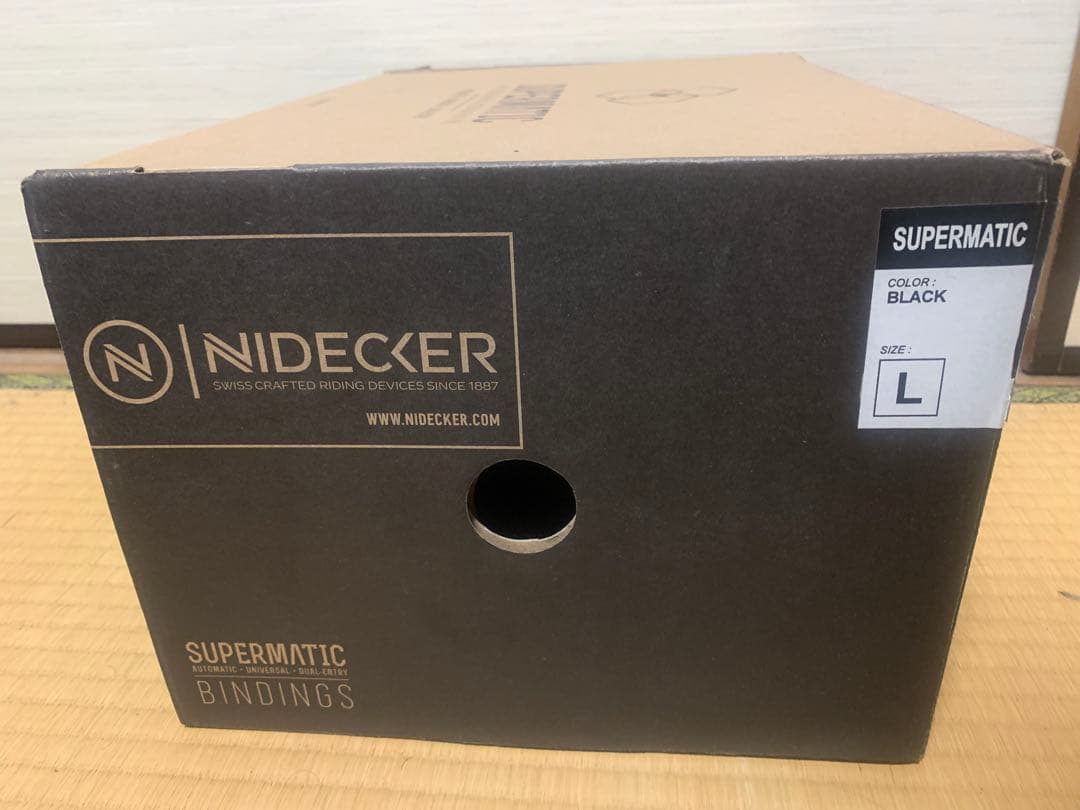 N | NIDECKER
SWISS CRAFTED RIDING DEVICES SINCE 1887
WWW.NIDECKER.COM
SUPERMATIC
COLOR :
BLACK
SIZE :
L
SUPERMATIC
AUTOMATIC - UNIVERSAL - DUAL-ENTRY
BINDINGS